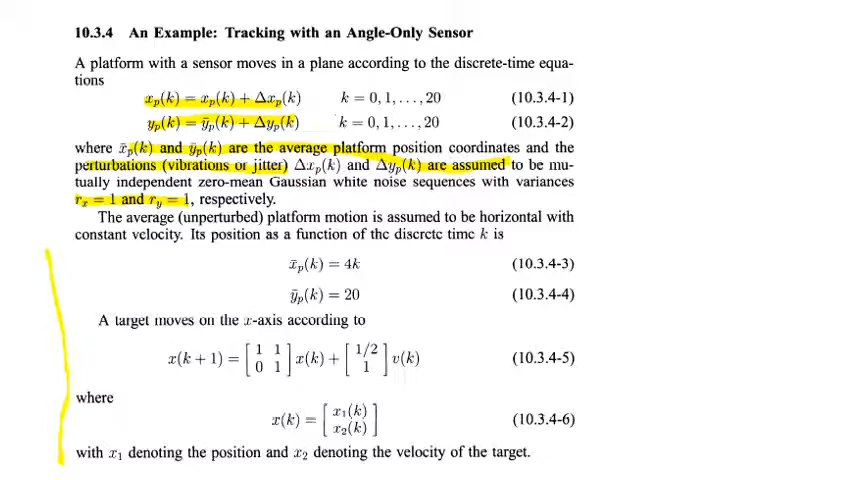 10.3.4 An Example: Tracking with an Angle-Only Sensor
A platform with a sensor moves in a plane according to the discrete-time equa-
tions
x_p(k) = x̄_p(k) + Δx_p(k) k = 0, 1, . . . , 20 (10.3.4-1)
y_p(k) = ȳ_p(k) + Δy_p(k) k = 0, 1, . . . , 20 (10.3.4-2)
where x̄_p(k) and ȳ_p(k) are the average platform position coordinates and the
perturbations (vibrations or jitter) Δx_p(k) and Δy_p(k) are assumed to be mu-
tually independent zero-mean Gaussian white noise sequences with variances
r_x = 1 and r_y = 1, respectively.
The average (unperturbed) platform motion is assumed to be horizontal with
constant velocity. Its position as a function of the discrete time k is
x̄_p(k) = 4k (10.3.4-3)
ȳ_p(k) = 20 (10.3.4-4)
A target moves on the x-axis according to
x(k + 1) = [1 1; 0 1] x(k) + [1/2; 1] v(k) (10.3.4-5)
where
x(k) = [x₁(k); x₂(k)] (10.3.4-6)
with x₁ denoting the position and x₂ denoting the velocity of the target.